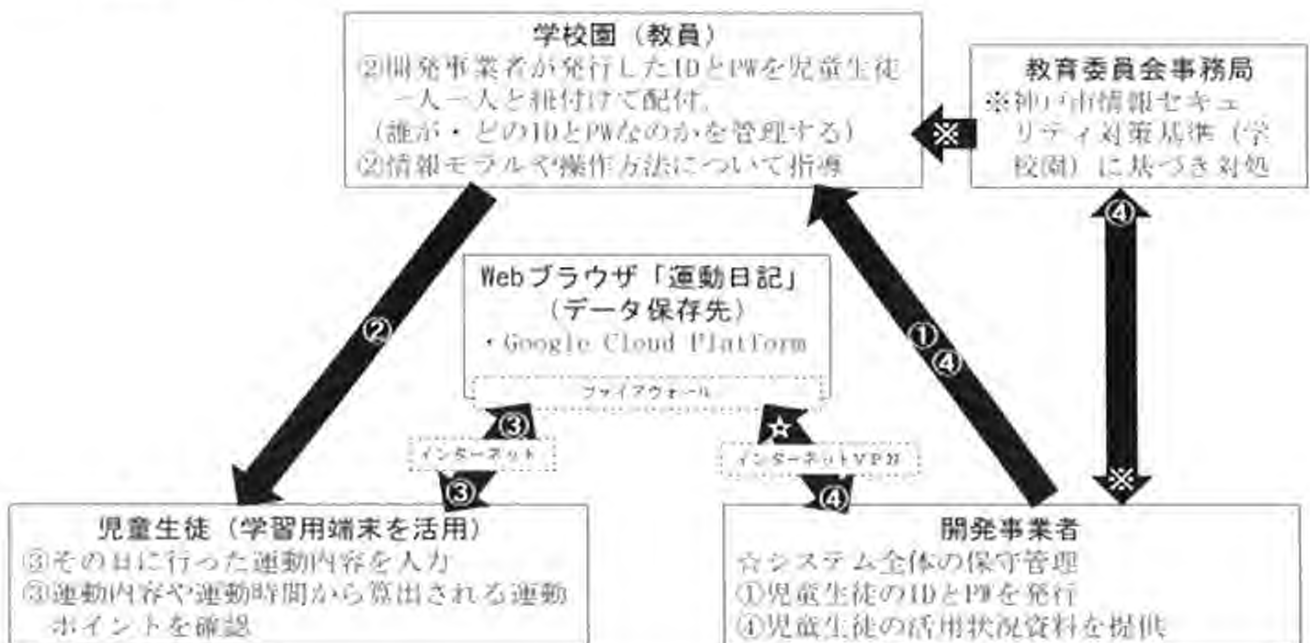 学校園（教員）
②開発事業者が発行したIDとPWを児童生徒
一人一人と紐付けて配付。
（誰が・どのIDとPWなのかを管理する）
②情報モラルや操作方法について指導
教育委員会事務局
※神戸市情報セキュ
リティ対策基準（学
校園）に基づき対処
※
④
Webブラウザ「運動日記」
（データ保存先）
・Google Cloud Platform
ファイアウォール
②
①
④
③
☆
インターネット
インターネットVPN
③
④
※
児童生徒（学習用端末を活用）
③その日に行った運動内容を入力
③運動内容や運動時間から算出される運動
ポイントを確認
開発事業者
☆システム全体の保守管理
①児童生徒のIDとPWを発行
④児童生徒の活用状況資料を提供